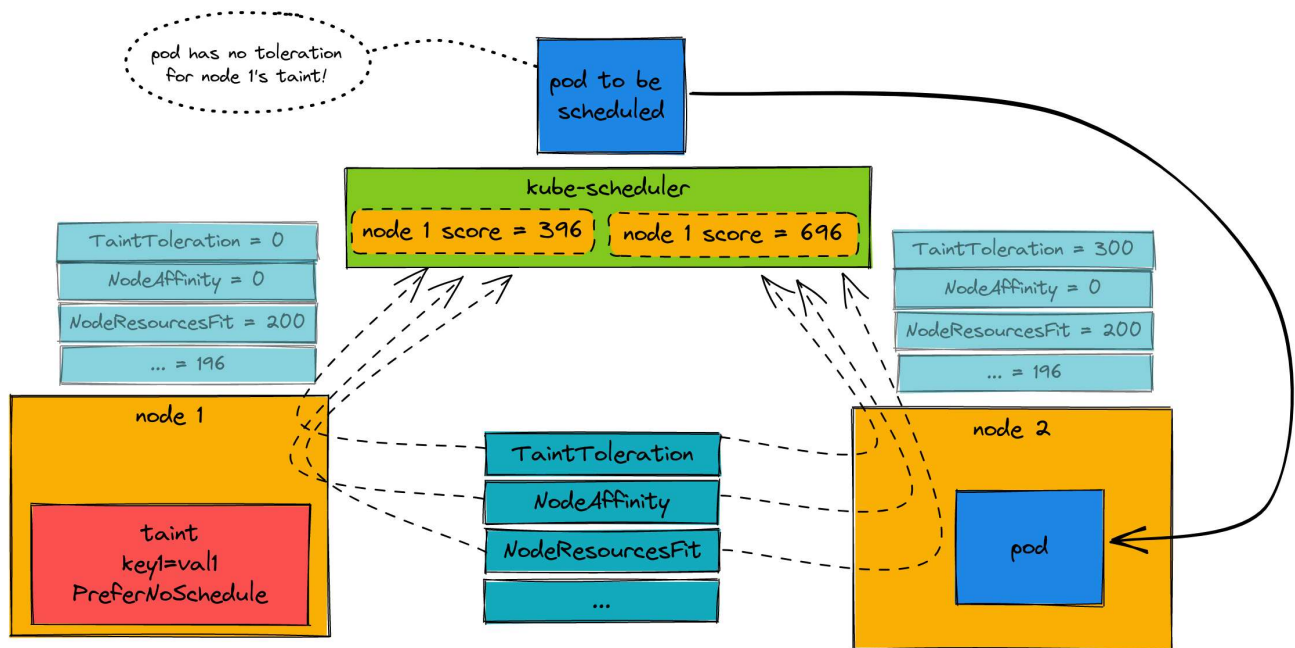 pod has no toleration
for node 1's taint!
pod to be
scheduled
kube-scheduler
node 1 score = 396
node 1 score = 696
TaintToleration = 0
NodeAffinity = 0
NodeResourcesFit = 200
... = 196
TaintToleration = 300
NodeAffinity = 0
NodeResourcesFit = 200
... = 196
node 1
taint
key1=val1
PreferNoSchedule
TaintToleration
NodeAffinity
NodeResourcesFit
...
node 2
pod